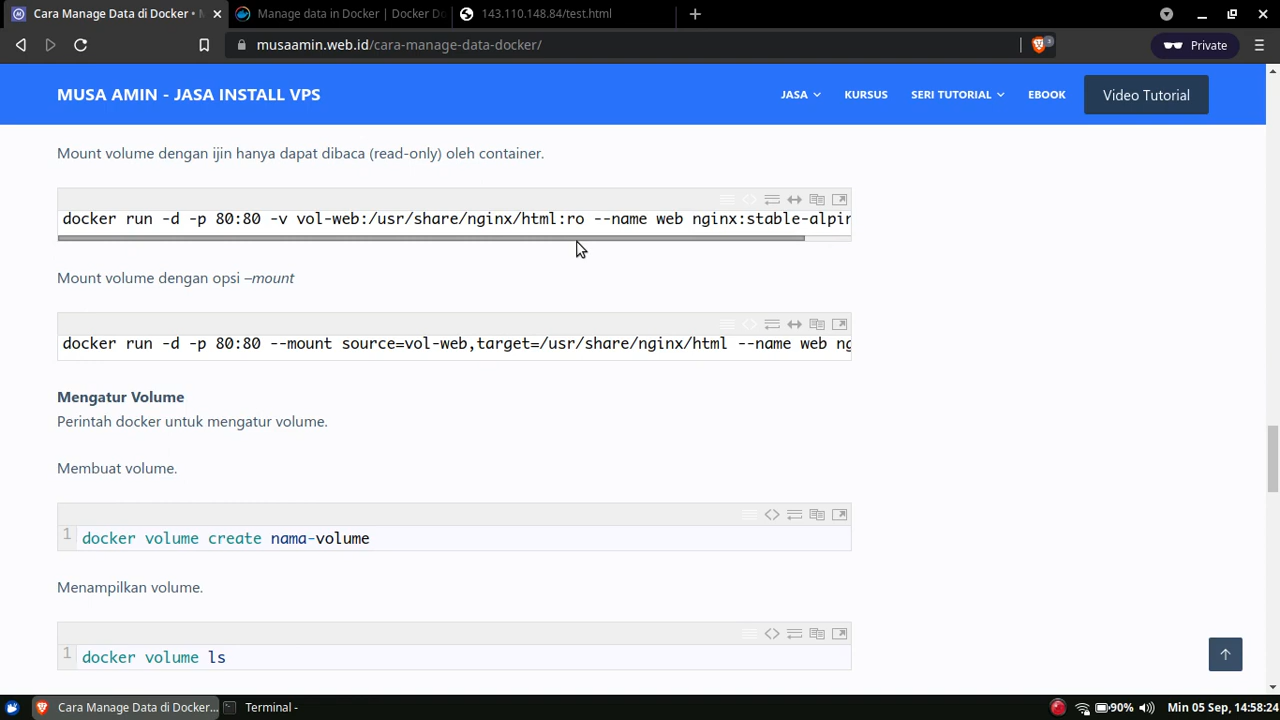 Cara Manage Data di Docker •
Manage data in Docker | Docker Do
143.110.148.84/test.html
musaamin.web.id/cara-manage-data-docker/
3
Private
MUSA AMIN - JASA INSTALL VPS
JASA
KURSUS
SERI TUTORIAL
EBOOK
Video Tutorial
Mount volume dengan ijin hanya dapat dibaca (read-only) oleh container.
docker run -d -p 80:80 -v vol-web:/usr/share/nginx/html:ro --name web nginx:stable-alpin
Mount volume dengan opsi –mount
docker run -d -p 80:80 --mount source=vol-web,target=/usr/share/nginx/html --name web ng
Mengatur Volume
Perintah docker untuk mengatur volume.
Membuat volume.
1 docker volume create nama-volume
Menampilkan volume.
1 docker volume ls
Cara Manage Data di Docker...
Terminal -
90%
Min 05 Sep, 14:58:24